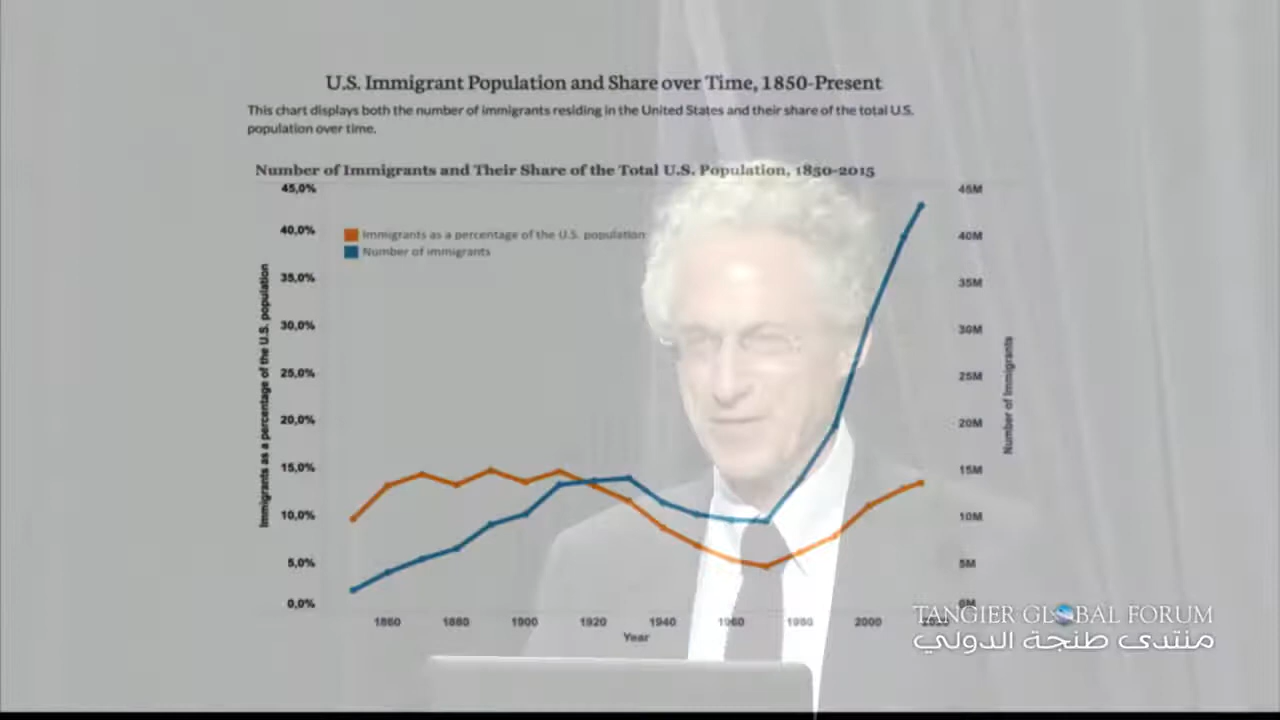 U.S. Immigrant Population and Share over Time, 1850-Present
This chart displays both the number of immigrants residing in the United States and their share of the total U.S.
population over time.
Number of Immigrants and Their Share of the Total U.S. Population, 1850-2015
45,0%
40,0%
35,0%
30,0%
25,0%
20,0%
15,0%
10,0%
5,0%
0,0%
Immigrants as a percentage of the U.S. population
Immigrants as a percentage of the U.S. population
Number of immigrants
45M
40M
35M
30M
25M
20M
15M
10M
5M
0M
Number of Immigrants
1860 1880 1900 1920 1940 1960 1980 2000
Year
TANGIER GLOBAL FORUM
منتدى طنجة الدولي